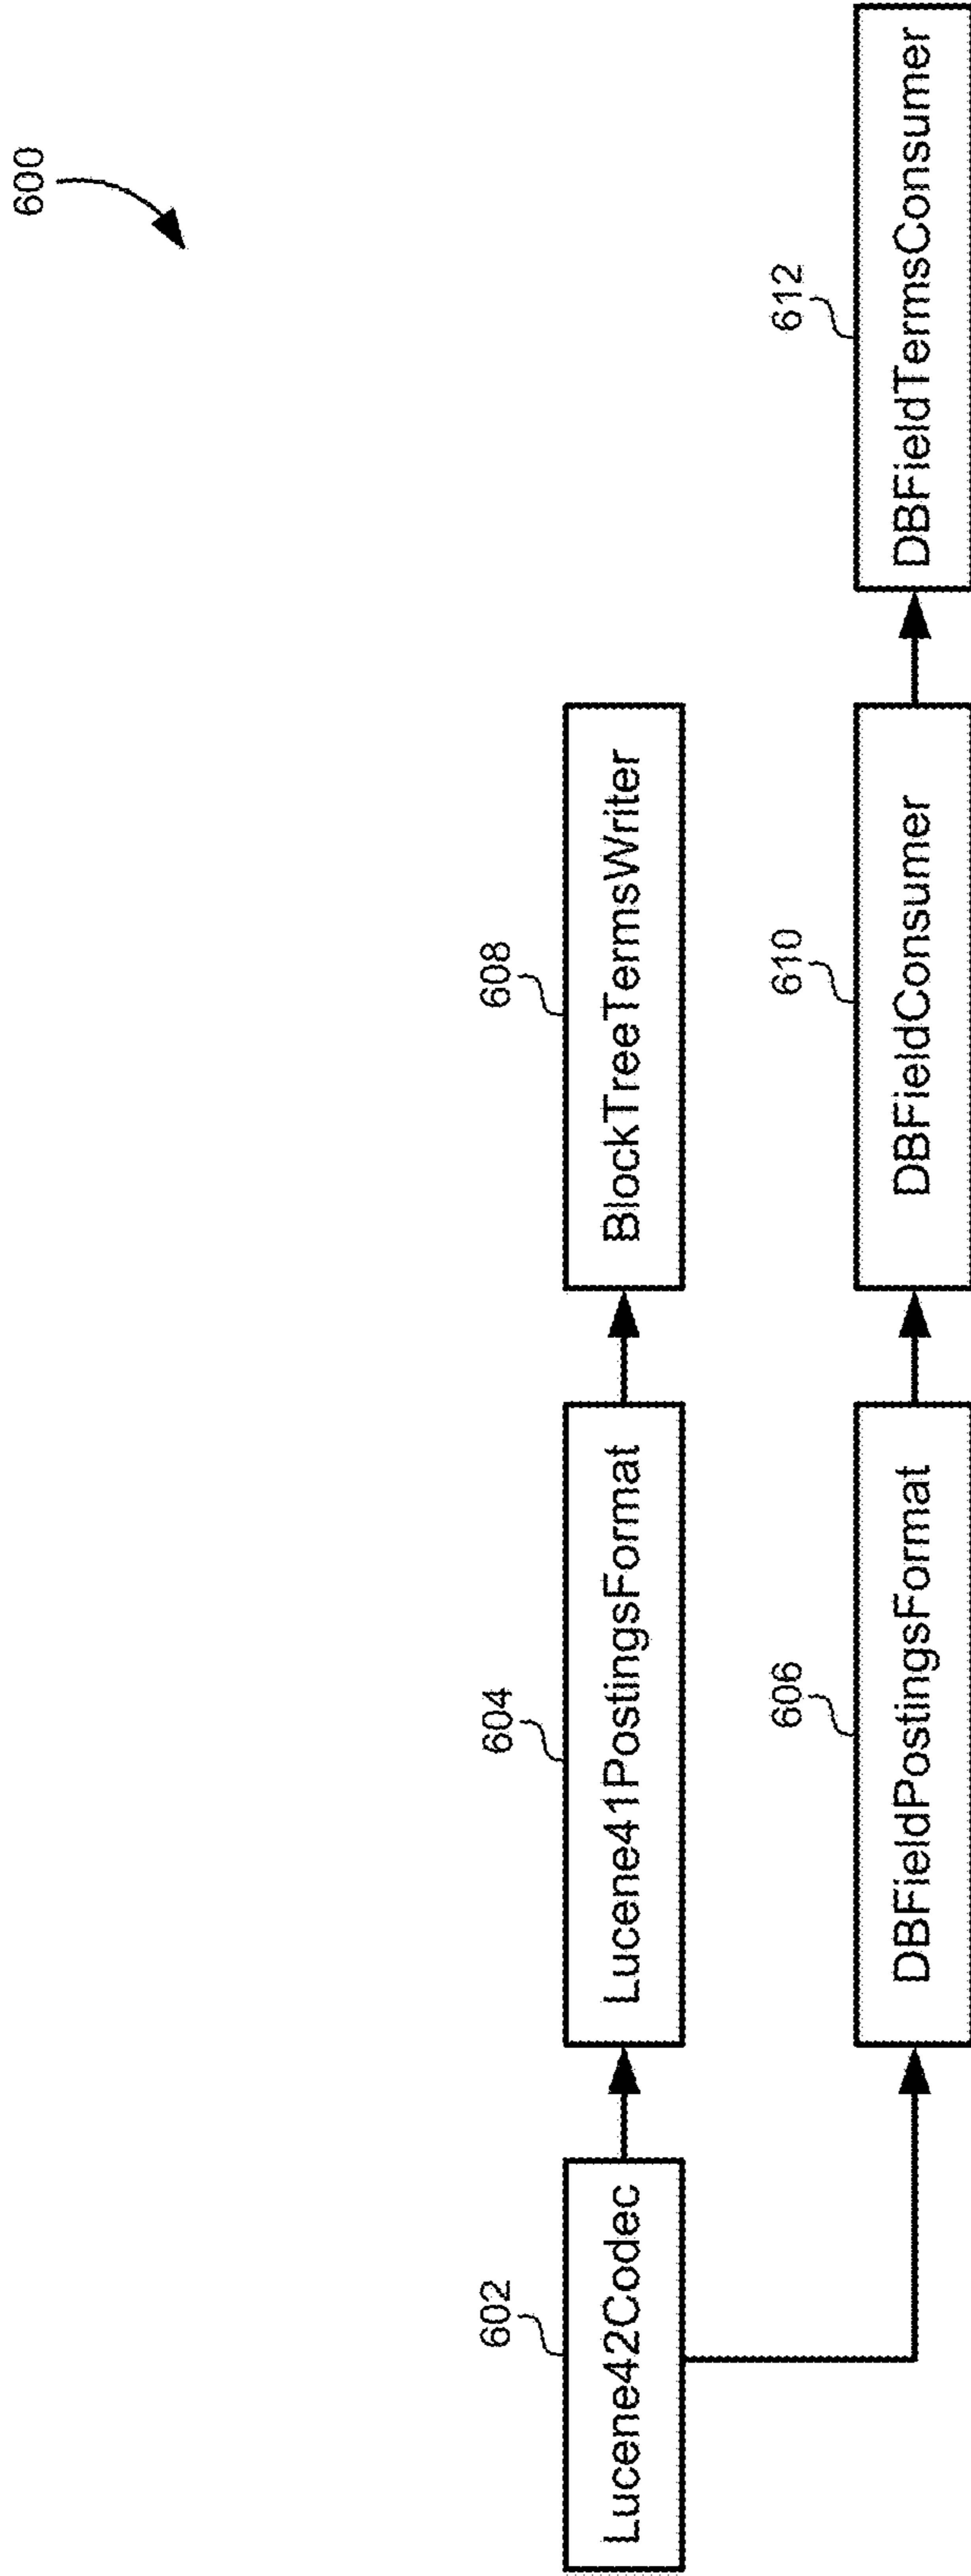 600
602
Lucene42Codec
604
Lucene41PostingsFormat
608
BlockTreeTermsWriter
606
DBFieldPostingsFormat
610
DBFieldConsumer
612
DBFieldTermsConsumer